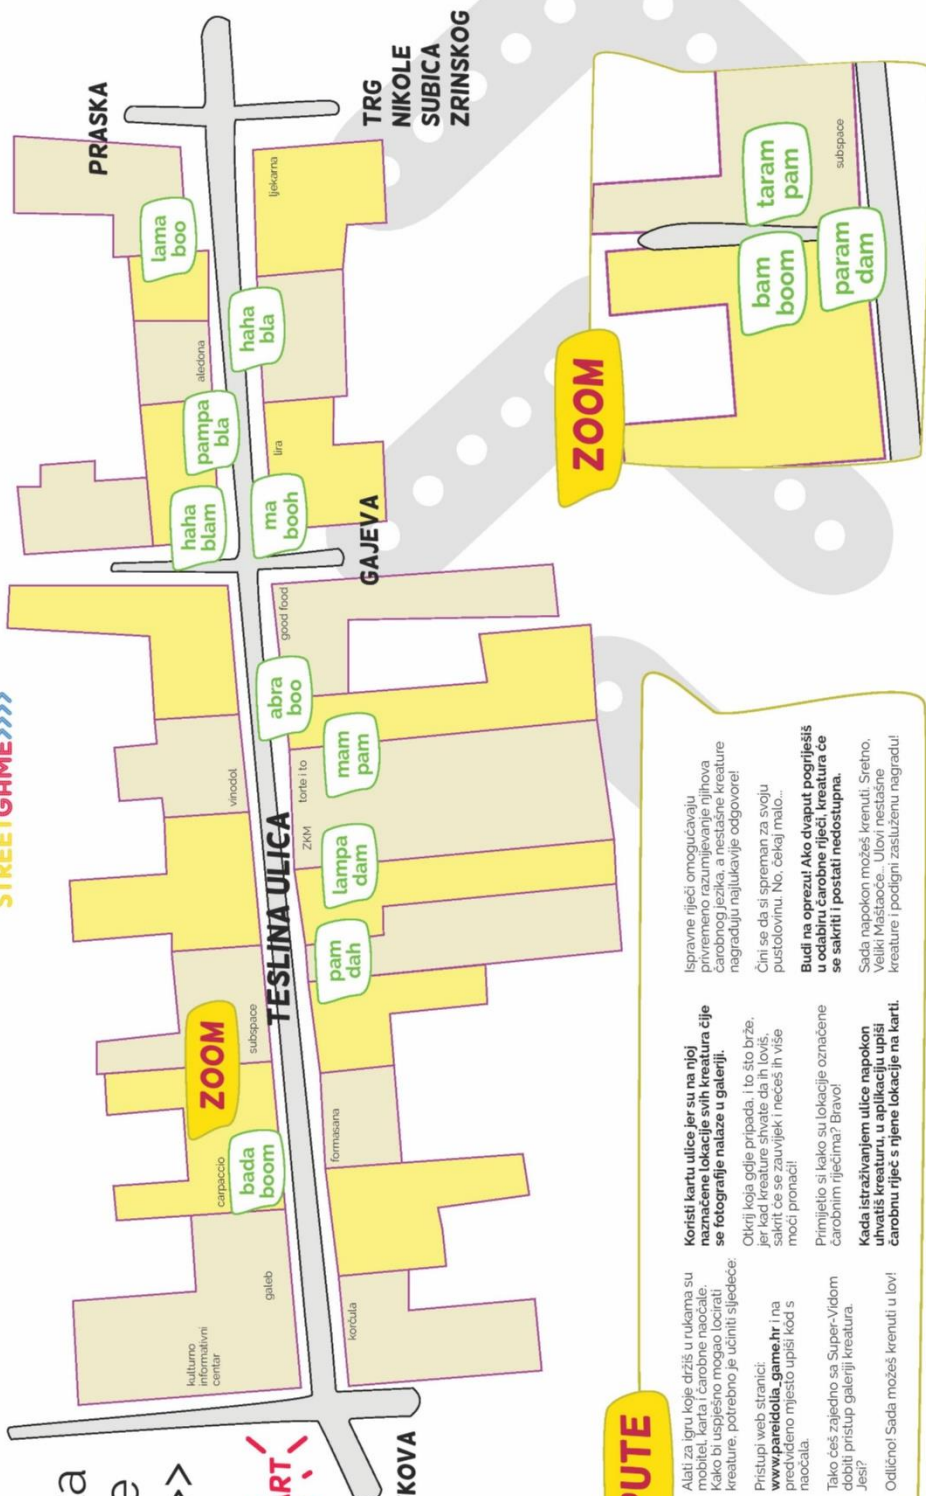 STREETGAME>>>>
a
e
>>
ART
KOVA
TESLINA ULICA
PRASKA
TRG
NIKOLE
SUBICA
ZRINSKOG
GAJEVA
kulturno
informativni
centar
galeb
carpaccio
bada
boom
ZOOM
subspace
vinodol
haha
blam
pampa
bla
aledona
lama
boo
korčula
formasana
pam
dah
lampa
dam
ZKM
torte i to
mam
pam
abra
boo
good food
ma
booh
lira
haha
bla
ljekarna
ZOOM
bam
boom
taram
pam
param
dam
subspace
PUTE
Alati za igru koje držiš u rukama su
mobitel, karta i čarobne naočale.
Kako bi uspješno mogao locirati
kreature, potrebno je učiniti sljedeće:
Pristupi web stranici:
www.pareidolia_game.hr i na
predviđeno mjesto upiši kôd s
naočala.
Tako ćeš zajedno sa Super-Vidom
dobiti pristup galeriji kreatura.
Jesi?
Odlično! Sada možeš krenuti u lov!
Koristi kartu ulice jer su na njoj
naznačene lokacije svih kreatura čije
se fotografije nalaze u galeriji.
Otkrij koja gdje pripada, i to što brže,
jer kad kreature shvate da ih loviš,
sakrit će se zauvijek i nećeš ih više
moći pronaći!
Primijetio si kako su lokacije označene
čarobnim riječima? Bravo!
Kada istraživanjem ulice napokon
uhvatiš kreaturu, u aplikaciju upiši
čarobnu riječ s njene lokacije na karti.
Ispravne riječi omogućavaju
privremeno razumijevanje njihova
čarobnog jezika, a nestašne kreature
nagrađuju najlukavije odgovore!
Čini se da si spreman za svoju
pustolovinu. No, čekaj malo...
Budi na oprezu! Ako dvaput pogriješiš
u odabiru čarobne riječi, kreatura će
se sakriti i postati nedostupna.
Sada napokon možeš krenuti. Sretno,
Veliki Maštaoče... Ulovi nestašne
kreature i podigni zasluženu nagradu!